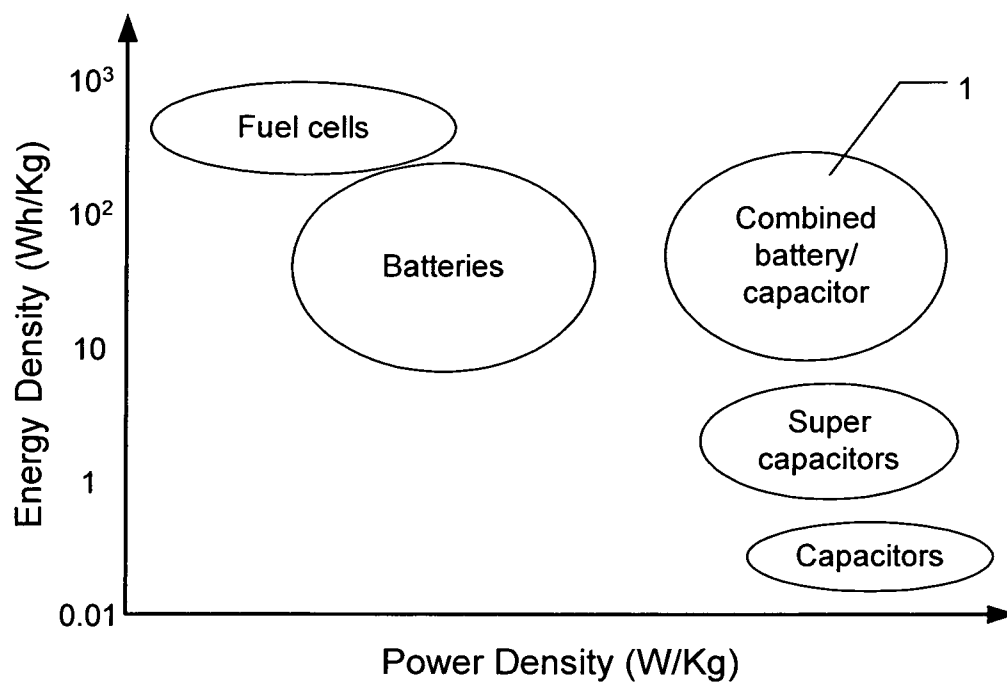 Energy Density (Wh/Kg)
10³
10²
10
1
0.01
Fuel cells
Batteries
1
Combined
battery/
capacitor
Super
capacitors
Capacitors
Power Density (W/Kg)